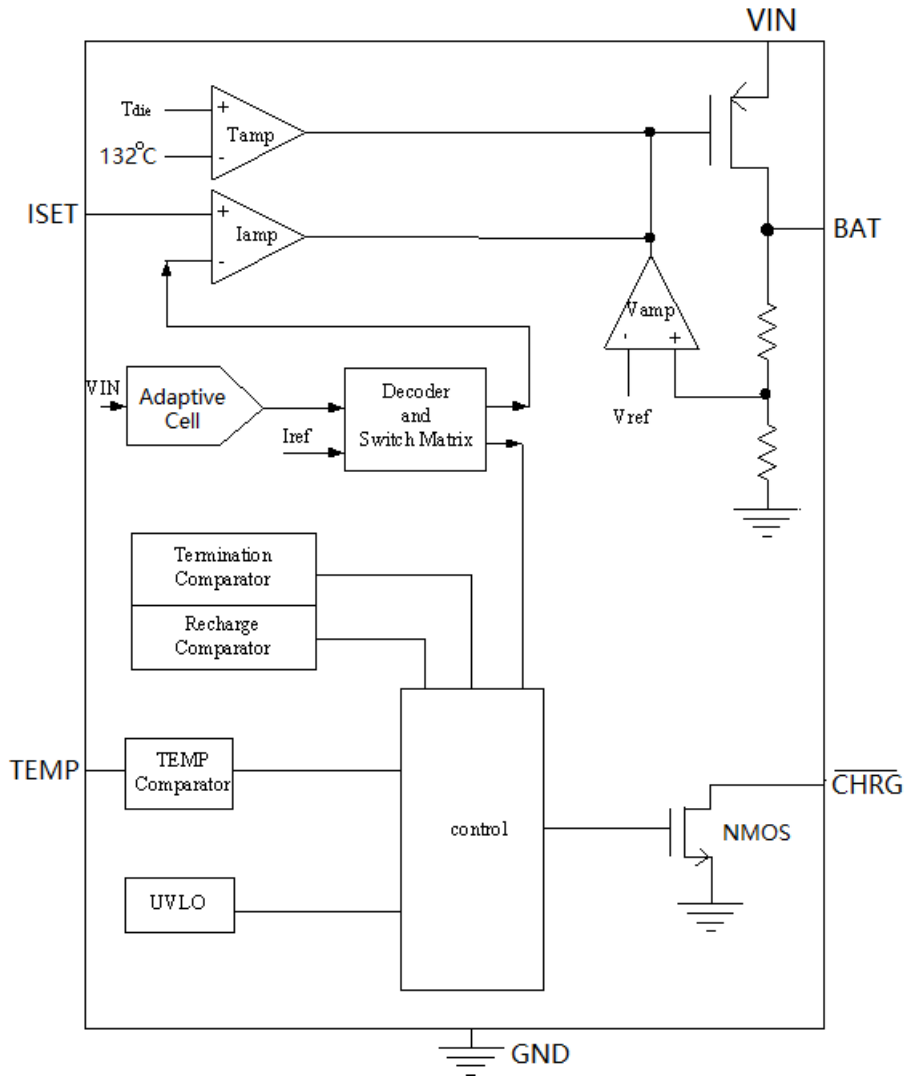 VIN
Tdie
+
Tamp
132°C
-
ISET
+
Iamp
-
BAT
Vamp
-
+
VIN
Adaptive
Cell
Decoder
and
Switch Matrix
Iref
Vref
Termination
Comparator
Recharge
Comparator
TEMP
TEMP
Comparator
CHRG
control
NMOS
UVLO
GND